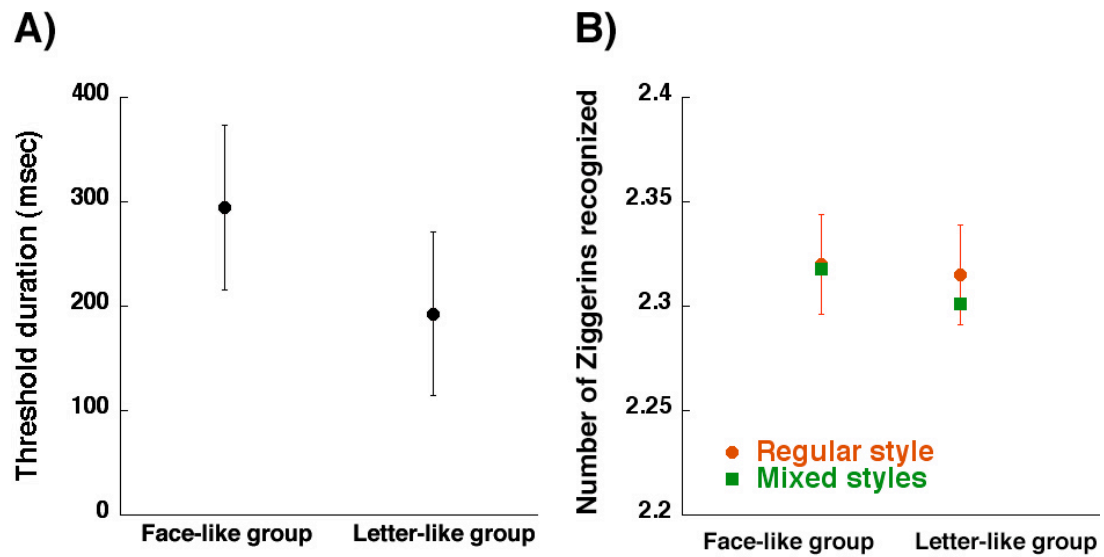 A)
Threshold duration (msec)
400
300
200
100
0
Face-like group
Letter-like group
B)
Number of Ziggerins recognized
2.4
2.35
2.3
2.25
2.2
Regular style
Mixed styles
Face-like group
Letter-like group